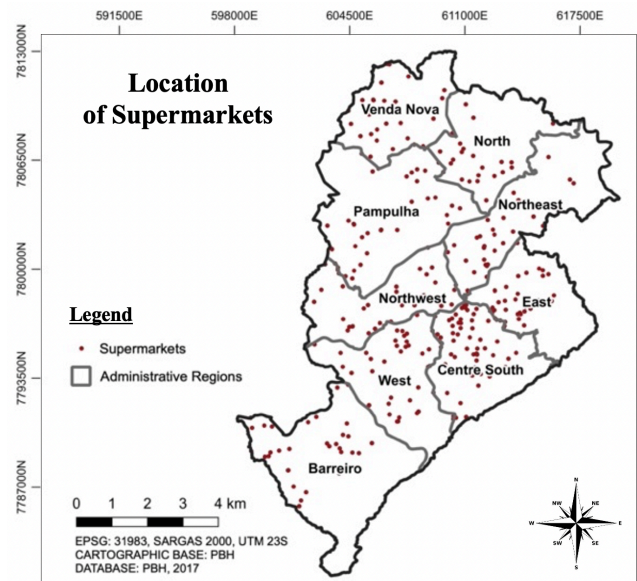 591500E 598000E 604500E 611000E 617500E
7813000N
7806500N
7800000N
7793500N
7787000N
Location
of Supermarkets
Venda Nova
North
Northeast
Pampulha
Northwest
East
Legend
Supermarkets
Administrative Regions
West
Centre South
Barreiro
0 1 2 3 4 km
EPSG: 31983, SARGAS 2000, UTM 23S
CARTOGRAPHIC BASE: PBH
DATABASE: PBH, 2017
N
NW NE
W E
SW SE
S